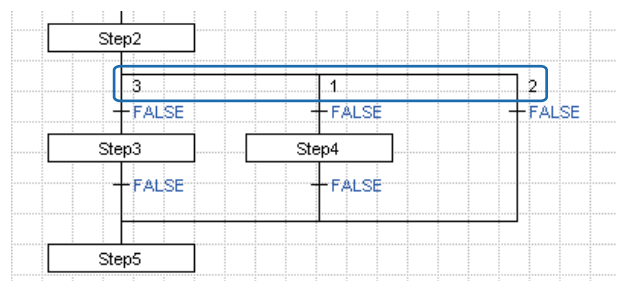 Step2
3 1 2
FALSE FALSE FALSE
Step3 Step4
FALSE FALSE
Step5